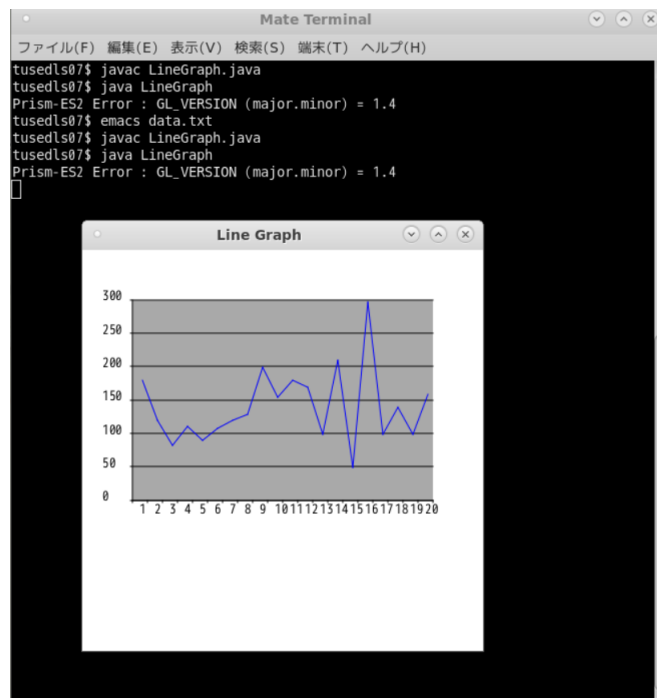 Mate Terminal
ファイル(F) 編集(E) 表示(V) 検索(S) 端末(T) ヘルプ(H)
tusedls07$ javac LineGraph.java
tusedls07$ java LineGraph
Prism-ES2 Error : GL_VERSION (major.minor) = 1.4
tusedls07$ emacs data.txt
tusedls07$ javac LineGraph.java
tusedls07$ java LineGraph
Prism-ES2 Error : GL_VERSION (major.minor) = 1.4
Line Graph
300
250
200
150
100
50
0
1 2 3 4 5 6 7 8 9 10 11 12 13 14 15 16 17 18 19 20